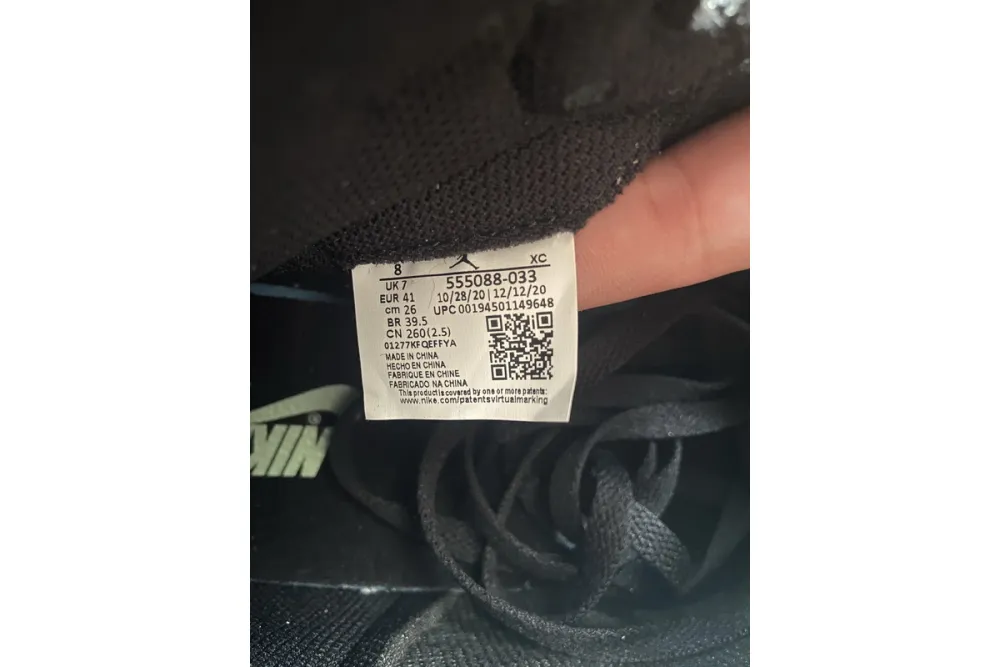 8
XC
UK 7
555088-033
EUR 41
10/28/20 | 12/12/20
cm 26
UPC 00194501149648
BR 39.5
CN 260(2.5)
01277KFQEFFYA
MADE IN CHINA
HECHO EN CHINA
FABRIQUE EN CHINE
FABRICADO NA CHINA
This product is covered by one or more patents:
www.nike.com/patentsvirtualmarking
NIKE
®